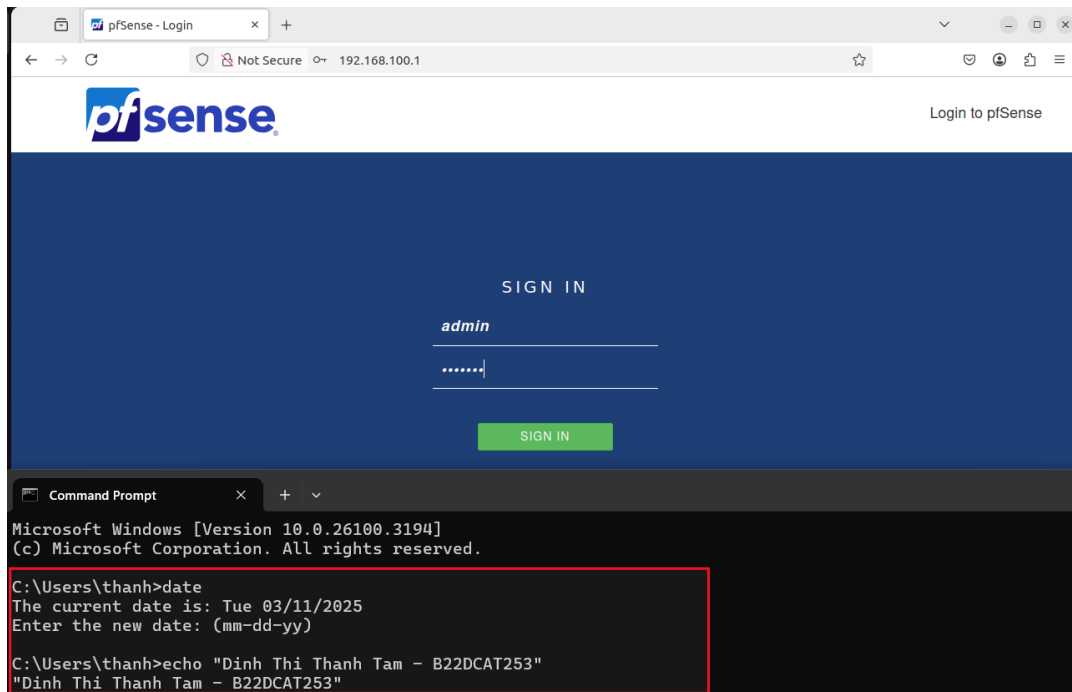 pfSense - Login
Not Secure 192.168.100.1
pfsense
Login to pfSense
SIGN IN
admin
•••••••
SIGN IN
Command Prompt
Microsoft Windows [Version 10.0.26100.3194]
(c) Microsoft Corporation. All rights reserved.
C:\Users\thanh>date
The current date is: Tue 03/11/2025
Enter the new date: (mm-dd-yy)
C:\Users\thanh>echo "Dinh Thi Thanh Tam - B22DCAT253"
"Dinh Thi Thanh Tam - B22DCAT253"